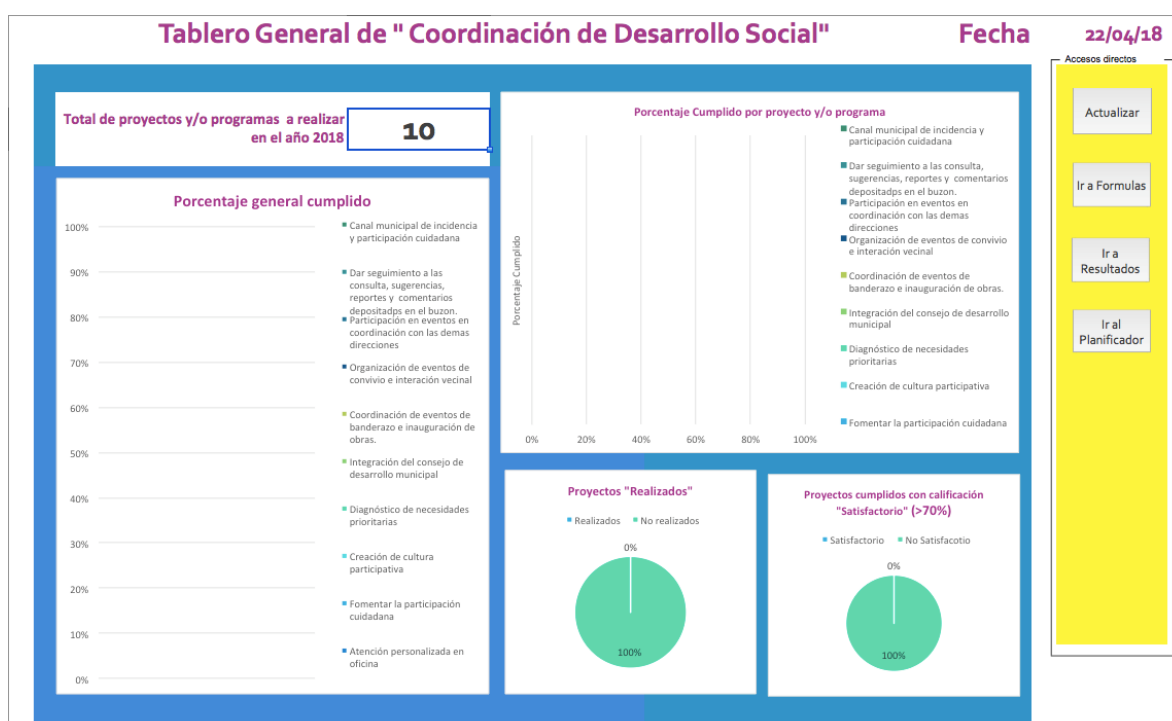 Tablero General de " Coordinación de Desarrollo Social"
Fecha
22/04/18
Accesos directos
Actualizar
Ir a Formulas
Ir a
Resultados
Ir al
Planificador
Total de proyectos y/o programas a realizar
en el año 2018
10
Porcentaje general cumplido
100%
90%
80%
70%
60%
50%
40%
30%
20%
10%
0%
Canal municipal de incidencia
y participación cuidadana
Dar seguimiento a las
consulta, sugerencias,
reportes y comentarios
depositadps en el buzon.
Participación en eventos en
coordinación con las demas
direcciones
Organización de eventos de
convivio e interación vecinal
Coordinación de eventos de
banderazo e inauguración de
obras.
Integración del consejo de
desarrollo municipal
Diagnóstico de necesidades
prioritarias
Creación de cultura
participativa
Fomentar la participación
cuidadana
Atención personalizada en
oficina
Porcentaje Cumplido por proyecto y/o programa
Porcentaje Cumplido
0%
20%
40%
60%
80%
100%
Canal municipal de incidencia y
participación cuidadana
Dar seguimiento a las consulta,
sugerencias, reportes y comentarios
depositadps en el buzon.
Participación en eventos en
coordinación con las demas
direcciones
Organización de eventos de convivio
e interación vecinal
Coordinación de eventos de
banderazo e inauguración de obras.
Integración del consejo de desarrollo
municipal
Diagnóstico de necesidades
prioritarias
Creación de cultura participativa
Fomentar la participación cuidadana
Proyectos "Realizados"
Realizados
No realizados
0%
100%
Proyectos cumplidos con calificación
"Satisfactorio" (>70%)
Satisfactorio
No Satisfacotio
0%
100%